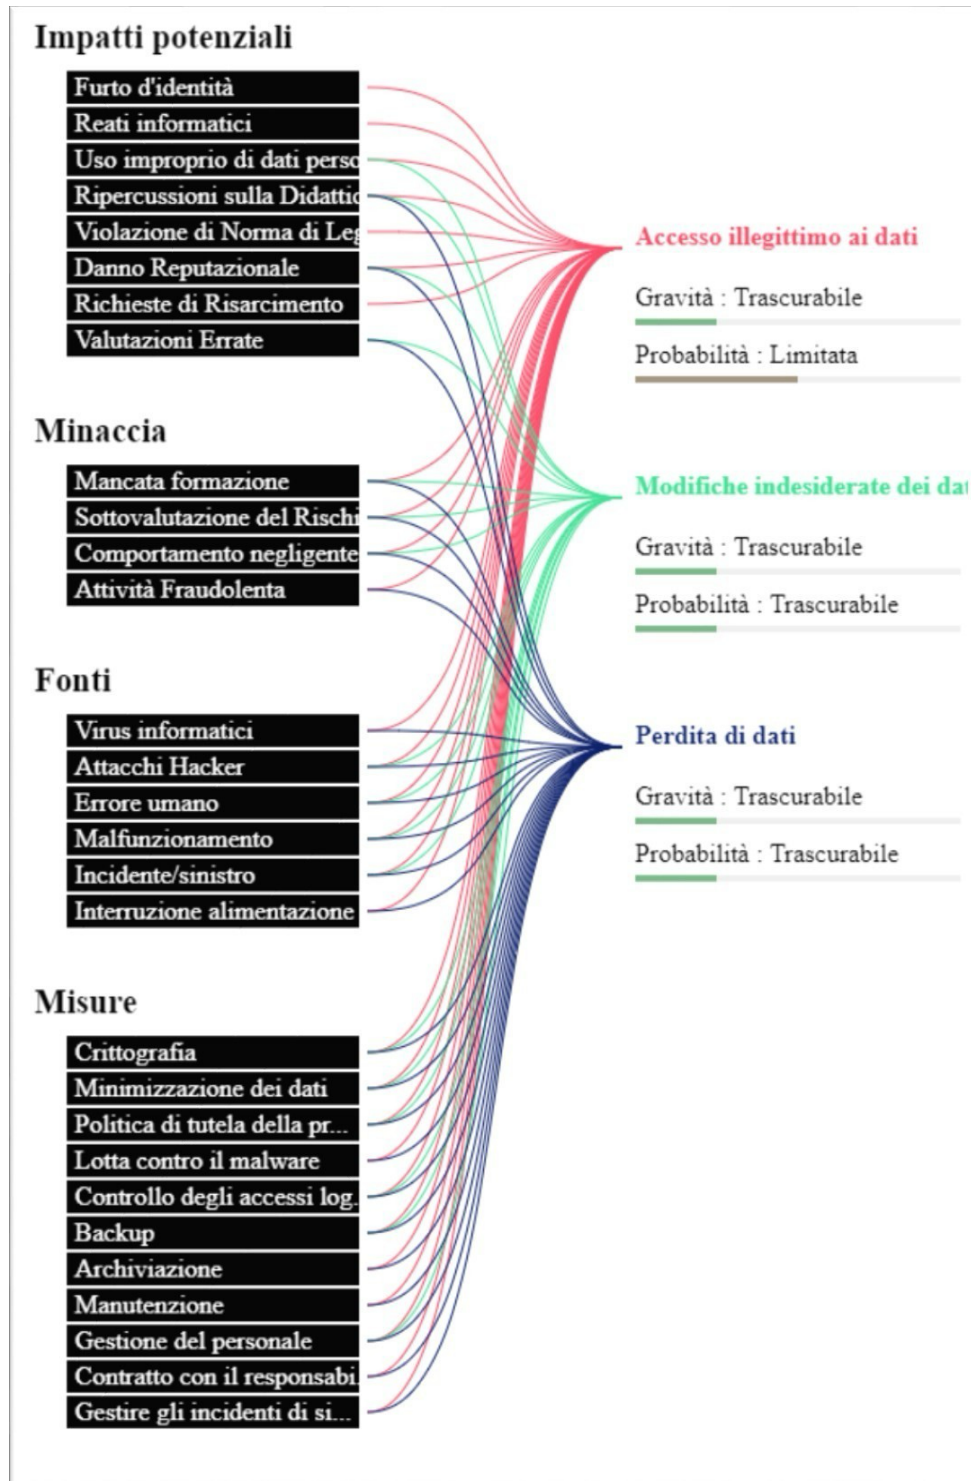 Impatti potenziali
Furto d'identità
Reati informatici
Uso improprio di dati perso
Ripercussioni sulla Didattic
Violazione di Norma di Leg
Danno Reputazionale
Richieste di Risarcimento
Valutazioni Errate
Minaccia
Mancata formazione
Sottovalutazione del Rischi
Comportamento negligente
Attività Fraudolenta
Fonti
Virus informatici
Attacchi Hacker
Errore umano
Malfunzionamento
Incidente/sinistro
Interruzione alimentazione
Misure
Crittografia
Minimizzazione dei dati
Politica di tutela della pr...
Lotta contro il malware
Controllo degli accessi log.
Backup
Archiviazione
Manutenzione
Gestione del personale
Contratto con il responsabi.
Gestire gli incidenti di si...
Accesso illegittimo ai dati
Gravità : Trascurabile
Probabilità : Limitata
Modifiche indesiderate dei dat
Gravità : Trascurabile
Probabilità : Trascurabile
Perdita di dati
Gravità : Trascurabile
Probabilità : Trascurabile